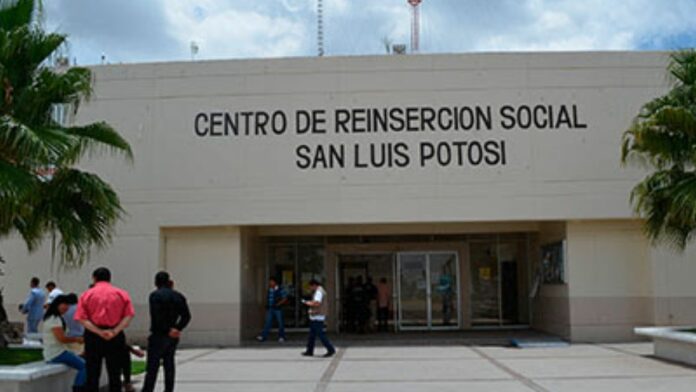 CENTRO DE REINSERCION SOCIAL
SAN LUIS POTOSI